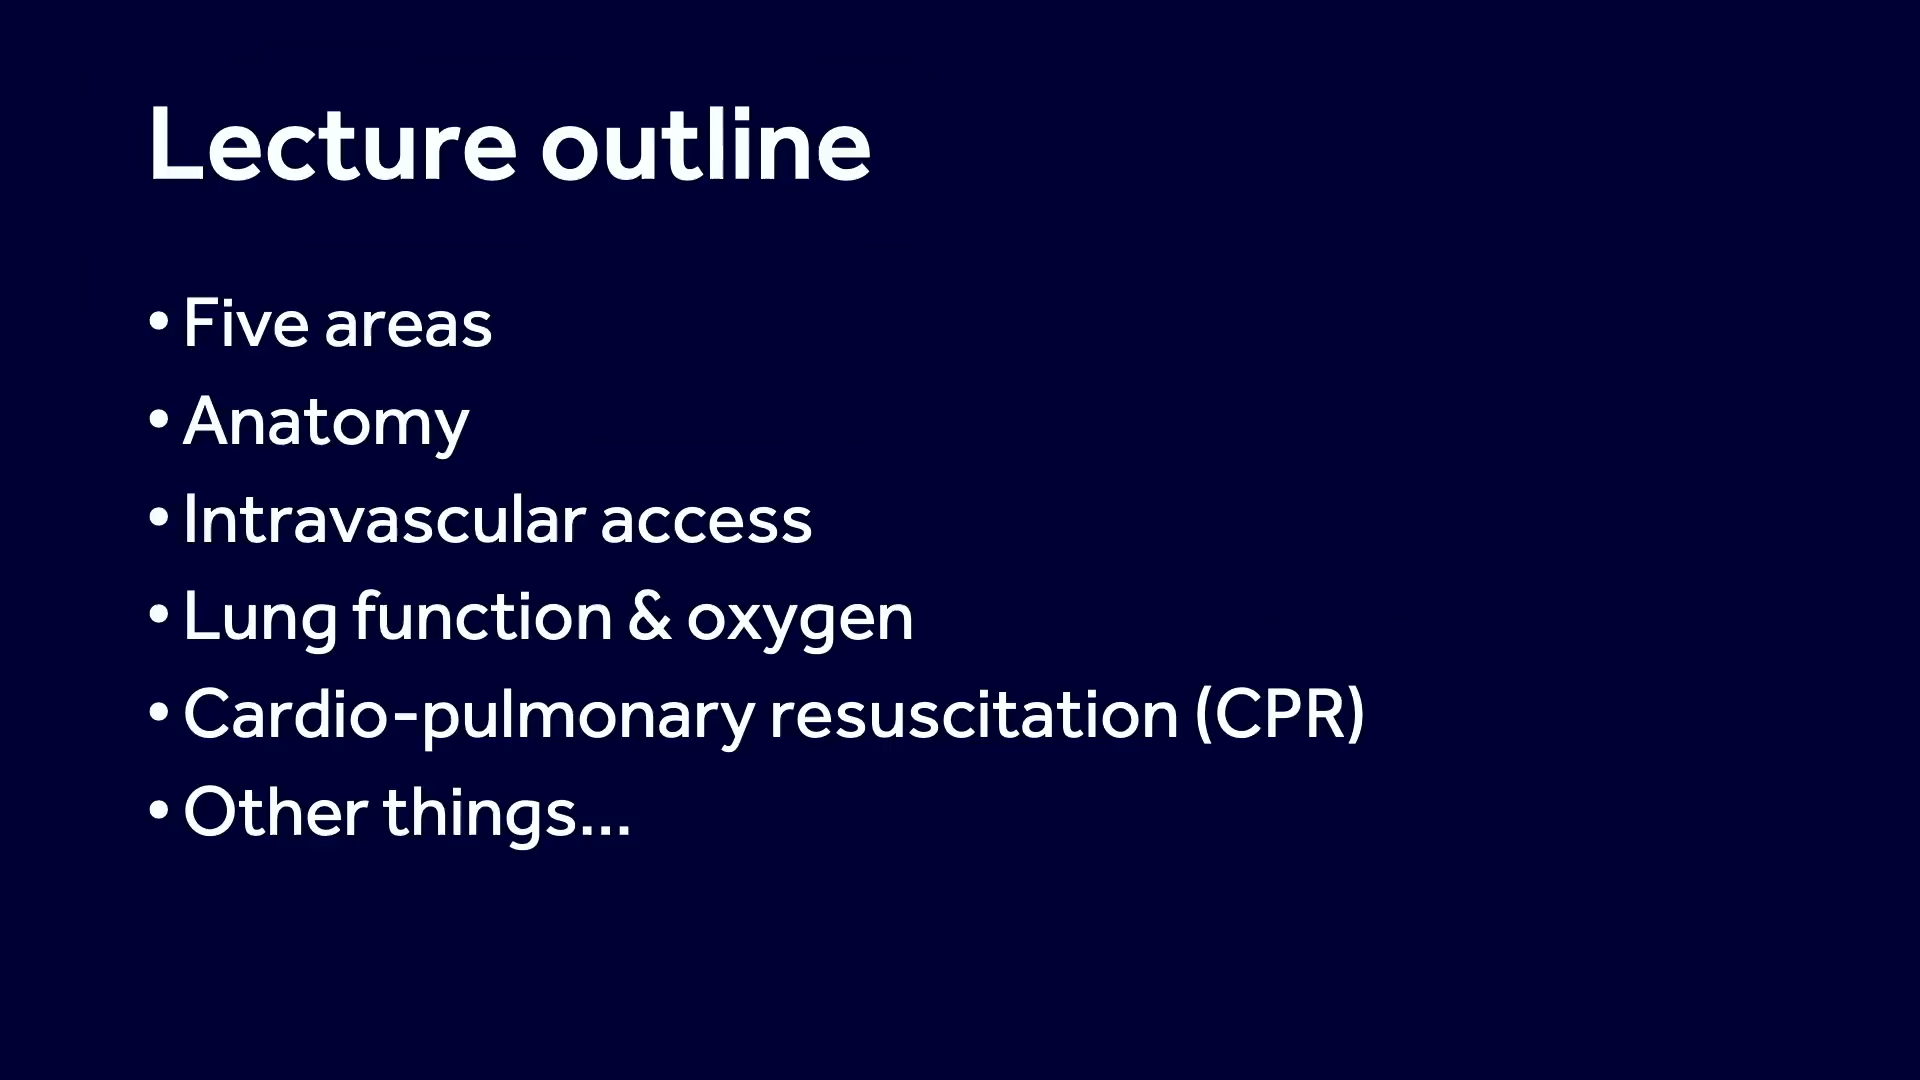 Lecture outline
• Five areas
• Anatomy
• Intravascular access
• Lung function & oxygen
• Cardio-pulmonary resuscitation (CPR)
• Other things...